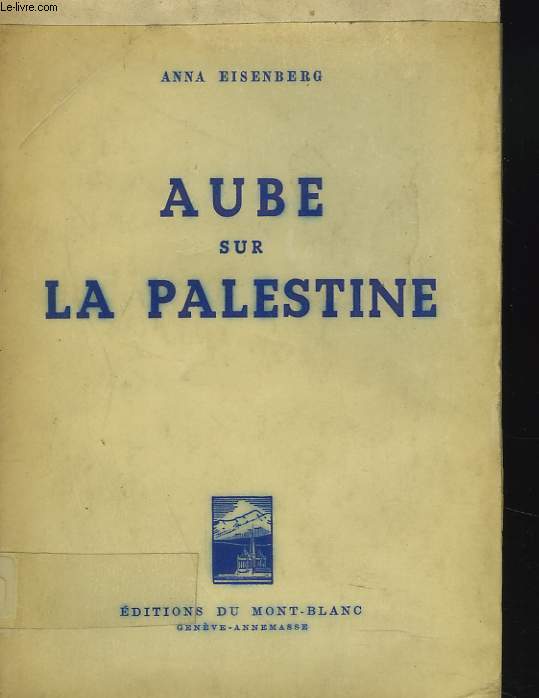 Le-livre.com
ANNA EISENBERG
AUBE
SUR
LA PALESTINE
ÉDITIONS DU MONT-BLANC
GENÈVE-ANNEMASSE